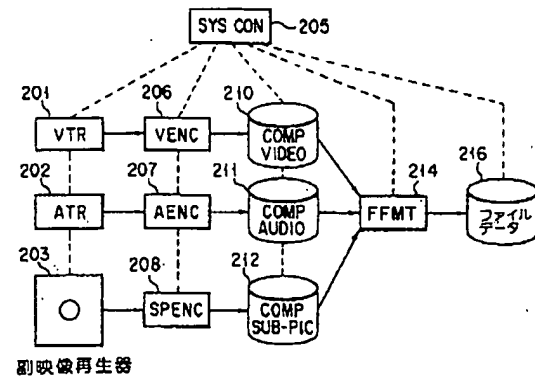 SYS CON
205
201
VTR
206
VENC
210
COMP
VIDEO
202
ATR
207
AENC
211
COMP
AUDIO
214
FFMT
216
ファイル
データ
203
208
SPENC
212
COMP
SUB-PIC
副映像再生器